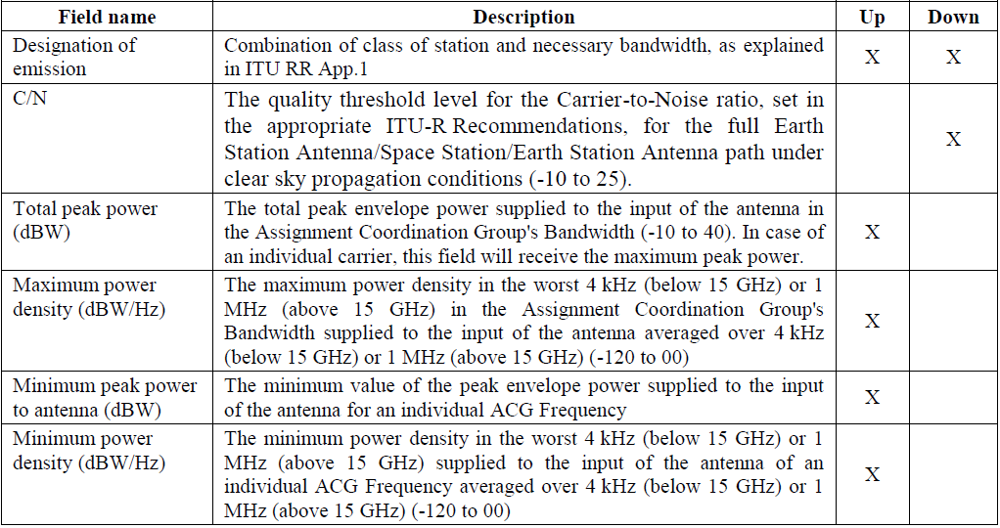 Field name Description Up Down
Designation of Combination of class of station and necessary bandwidth, as explained
emission in ITU RR App.1 X X
C/N The quality threshold level for the Carrier-to-Noise ratio, set in
the appropriate ITU-R Recommendations, for the full Earth
Station Antenna/Space Station/Earth Station Antenna path under X
clear sky propagation conditions (-10 to 25).
Total peak power The total peak envelope power supplied to the input of the antenna in
(dBW) the Assignment Coordination Group's Bandwidth (-10 to 40). In case of X
an individual carrier, this field will receive the maximum peak power.
Maximum power The maximum power density in the worst 4 kHz (below 15 GHz) or 1
density (dBW/Hz) MHz (above 15 GHz) in the Assignment Coordination Group's
Bandwidth supplied to the input of the antenna averaged over 4 kHz X
(below 15 GHz) or 1 MHz (above 15 GHz) (-120 to 00)
Minimum peak power The minimum value of the peak envelope power supplied to the input
to antenna (dBW) of the antenna for an individual ACG Frequency X
Minimum power The minimum power density in the worst 4 kHz (below 15 GHz) or 1
density (dBW/Hz) MHz (above 15 GHz) supplied to the input of the antenna of an
individual ACG Frequency averaged over 4 kHz (below 15 GHz) or 1 X
MHz (above 15 GHz) (-120 to 00)